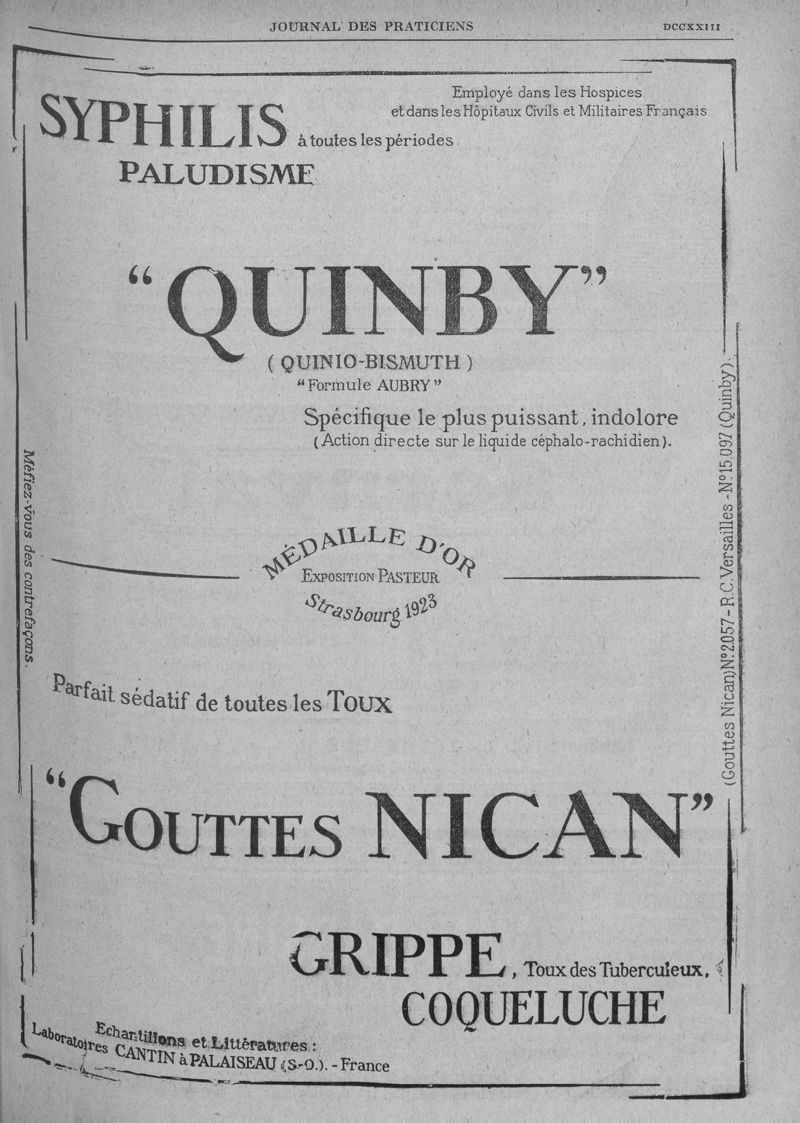 JOURNAL DES PRATICIENS
DCCXXIII
Employé dans les Hospices
et dans les Hôpitaux Civils et Militaires Français
SYPHILIS
à toutes les périodes
PALUDISME
“QUINBY”
( QUINIO-BISMUTH )
“Formule AUBRY”
Spécifique le plus puissant, indolore
(Action directe sur le liquide céphalo-rachidien).
Méfiez-vous des contrefaçons.
(Gouttes Nican) N°2.057 - R.C. Versailles - N°15.097 (Quinby).
MÉDAILLE D'OR
EXPOSITION PASTEUR
Strasbourg 1923
Parfait sédatif de toutes les TOUX
“GOUTTES NICAN”
GRIPPE, Toux des Tuberculeux,
COQUELUCHE
Echantillons et Littératures :
Laboratoires CANTIN à PALAISEAU (S.-O.). - France